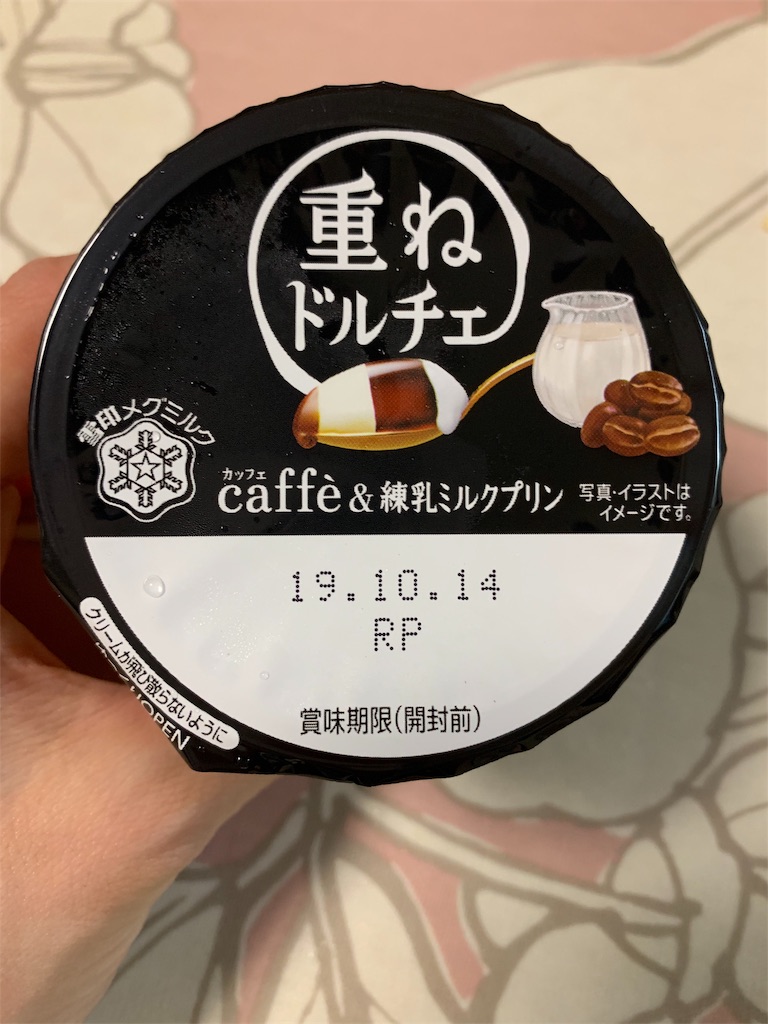 重ね
ドルチェ
雪印メグミルク
カッフェ
caffè & 練乳ミルクプリン
写真・イラストは
イメージです。
19.10.14
RP
賞味期限(開封前)
クリームが飛び散らないように
OPEN